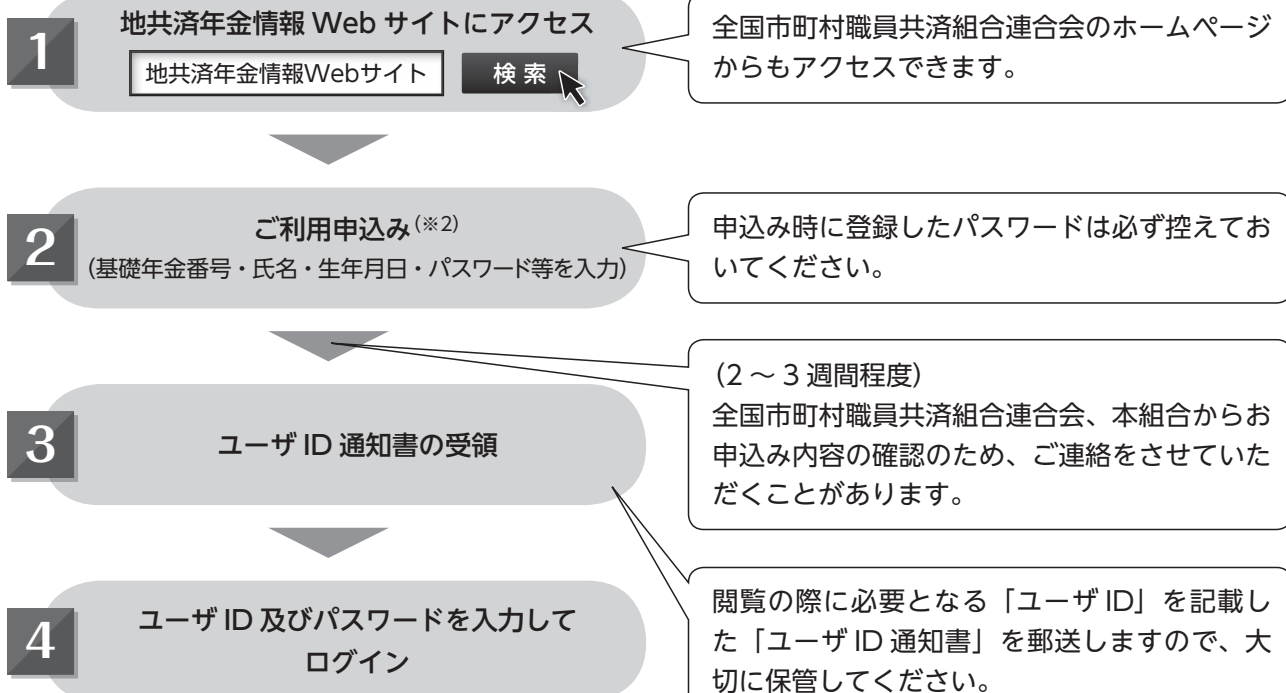 1
地共済年金情報 Web サイトにアクセス
地共済年金情報Webサイト
検 索
全国市町村職員共済組合連合会のホームページ
からもアクセスできます。
2
ご利用申込み(※2)
(基礎年金番号・氏名・生年月日・パスワード等を入力)
申込み時に登録したパスワードは必ず控えてお
いてください。
(2 ～ 3 週間程度)
全国市町村職員共済組合連合会、本組合からお
申込み内容の確認のため、ご連絡をさせていた
だくことがあります。
3
ユーザ ID 通知書の受領
閲覧の際に必要となる「ユーザ ID」を記載し
た「ユーザ ID 通知書」を郵送しますので、大
切に保管してください。
4
ユーザ ID 及びパスワードを入力して
ログイン